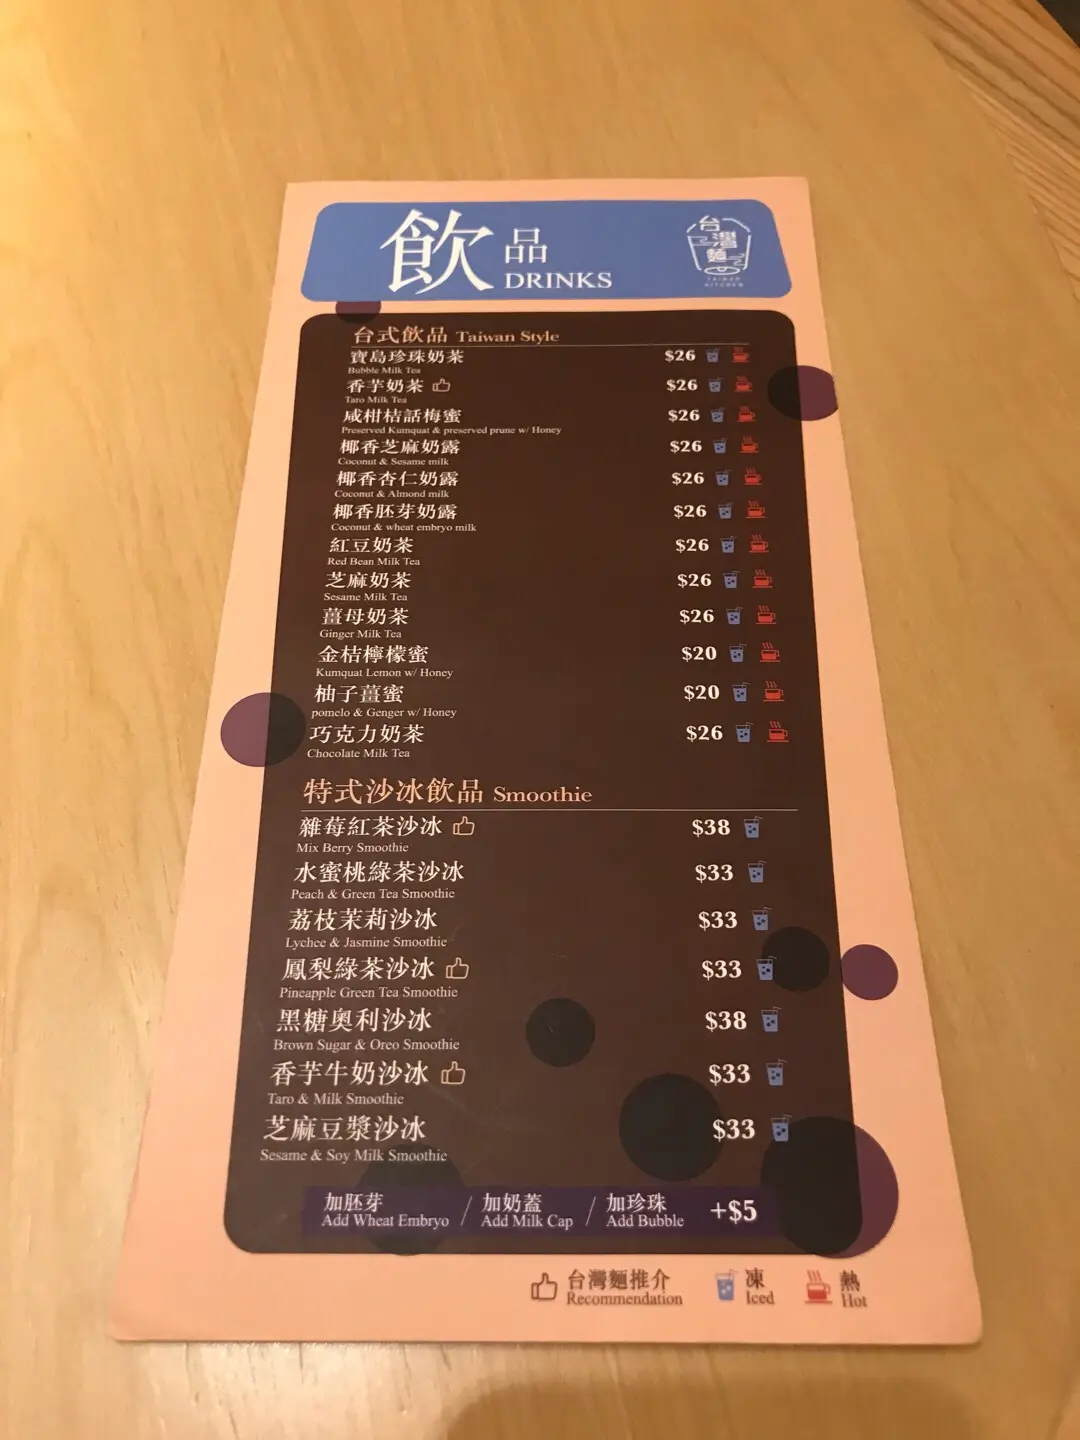 飲品
DRINKS
台灣麵
TAIWAN
KITCHEN
台式飲品 Taiwan Style
寶島珍珠奶茶 $26
Bubble Milk Tea
香芋奶茶 $26
Taro Milk Tea
咸柑桔話梅蜜 $26
Preserved Kumquat & preserved prune w/ Honey
椰香芝麻奶露 $26
Coconut & Sesame milk
椰香杏仁奶露 $26
Coconut & Almond milk
椰香胚芽奶露 $26
Coconut & wheat embryo milk
紅豆奶茶 $26
Red Bean Milk Tea
芝麻奶茶 $26
Sesame Milk Tea
薑母奶茶 $26
Ginger Milk Tea
金桔檸檬蜜 $20
Kumquat Lemon w/ Honey
柚子薑蜜 $20
pomelo & Genger w/ Honey
巧克力奶茶 $26
Chocolate Milk Tea
特式沙冰飲品 Smoothie
雜莓紅茶沙冰 $38
Mix Berry Smoothie
水蜜桃綠茶沙冰 $33
Peach & Green Tea Smoothie
荔枝茉莉沙冰 $33
Lychee & Jasmine Smoothie
鳳梨綠茶沙冰 $33
Pineapple Green Tea Smoothie
黑糖奧利沙冰 $38
Brown Sugar & Oreo Smoothie
香芋牛奶沙冰 $33
Taro & Milk Smoothie
芝麻豆漿沙冰 $33
Sesame & Soy Milk Smoothie
加胚芽 / 加奶蓋 / 加珍珠 +$5
Add Wheat Embryo Add Milk Cap Add Bubble
台灣麵推介 凍 熱
Recommendation Iced Hot